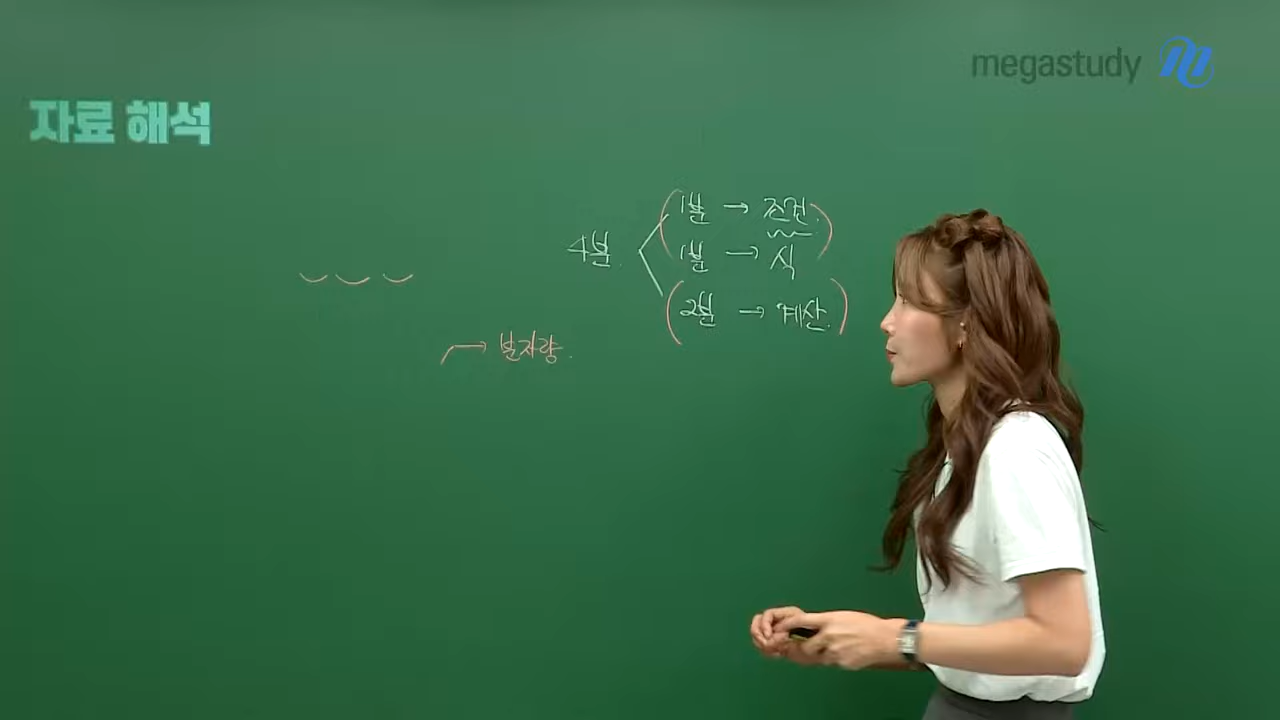 megastudy
자료 해석
1분 → 조건.
4분.
1분 → 식
2분 → 계산.
→ 분자량.